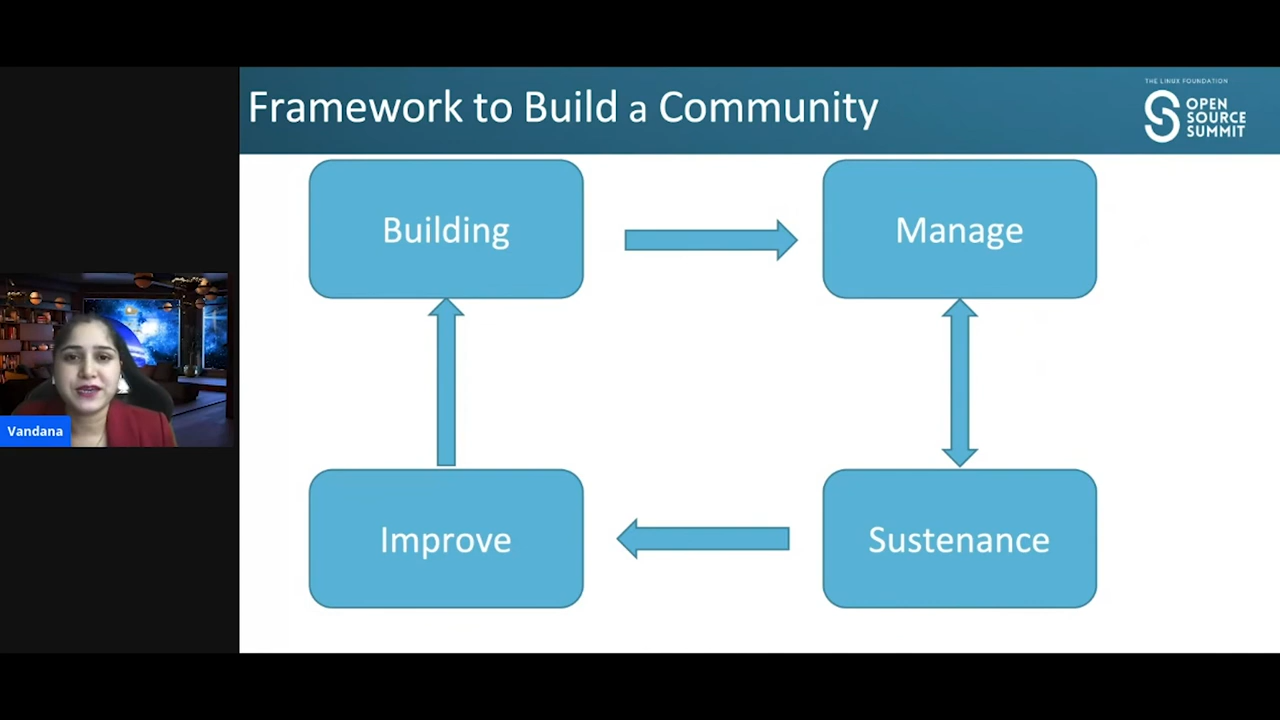 Framework to Build a Community
THE LINUX FOUNDATION
OPEN
SOURCE
SUMMIT
Building
Manage
Vandana
Improve
Sustenance